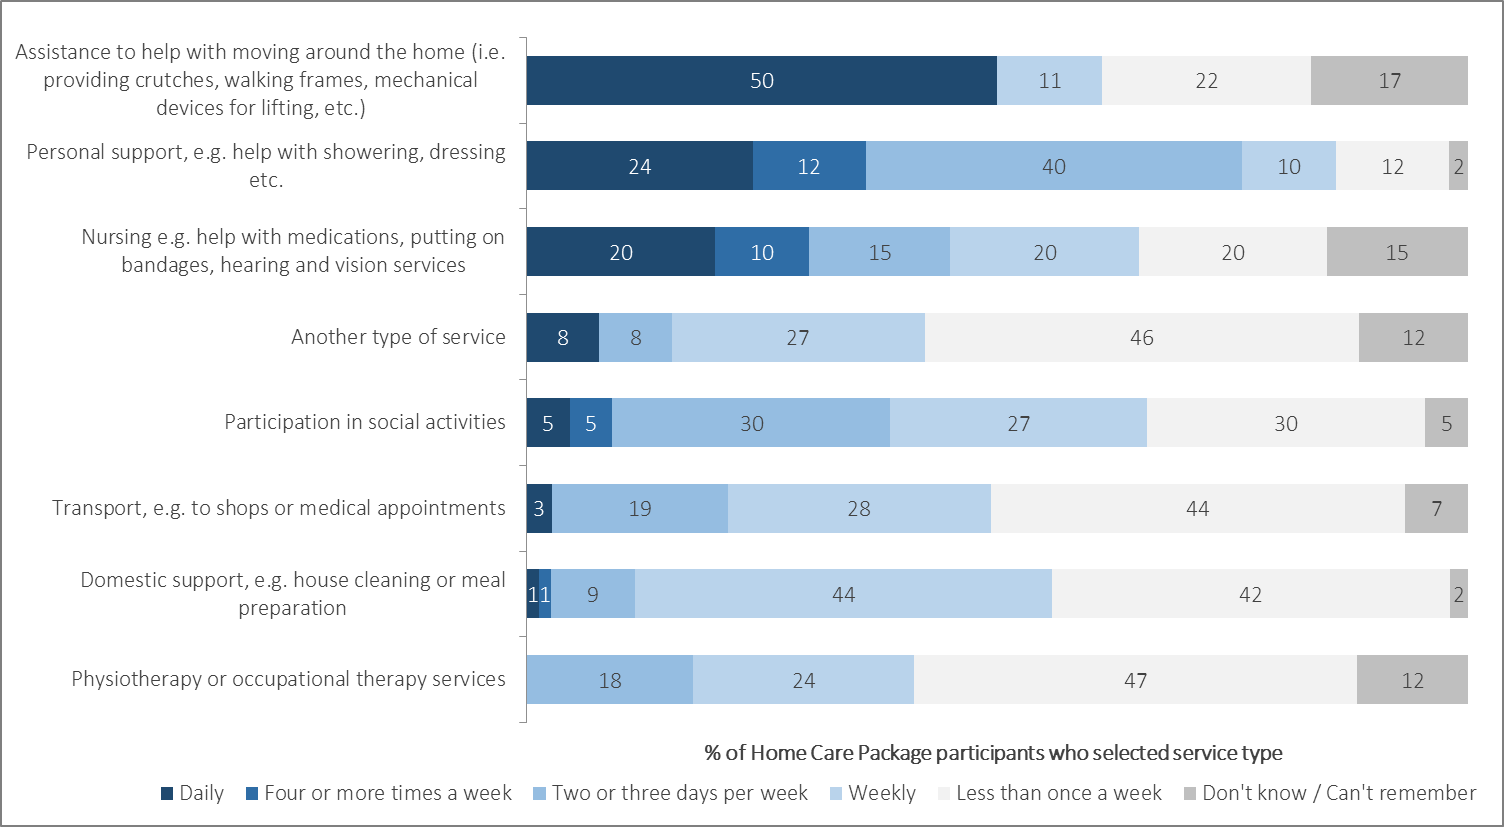 Assistance to help with moving around the home (i.e.
providing crutches, walking frames, mechanical
devices for lifting, etc.)
50 11 22 17
Personal support, e.g. help with showering, dressing
etc.
24 12 40 10 12 2
Nursing e.g. help with medications, putting on
bandages, hearing and vision services
20 10 15 20 20 15
Another type of service
8 8 27 46 12
Participation in social activities
5 5 30 27 30 5
Transport, e.g. to shops or medical appointments
3 19 28 44 7
Domestic support, e.g. house cleaning or meal
preparation
1 1 9 44 42 2
Physiotherapy or occupational therapy services
18 24 47 12
% of Home Care Package participants who selected service type
Daily Four or more times a week Two or three days per week Weekly Less than once a week Don't know / Can't remember